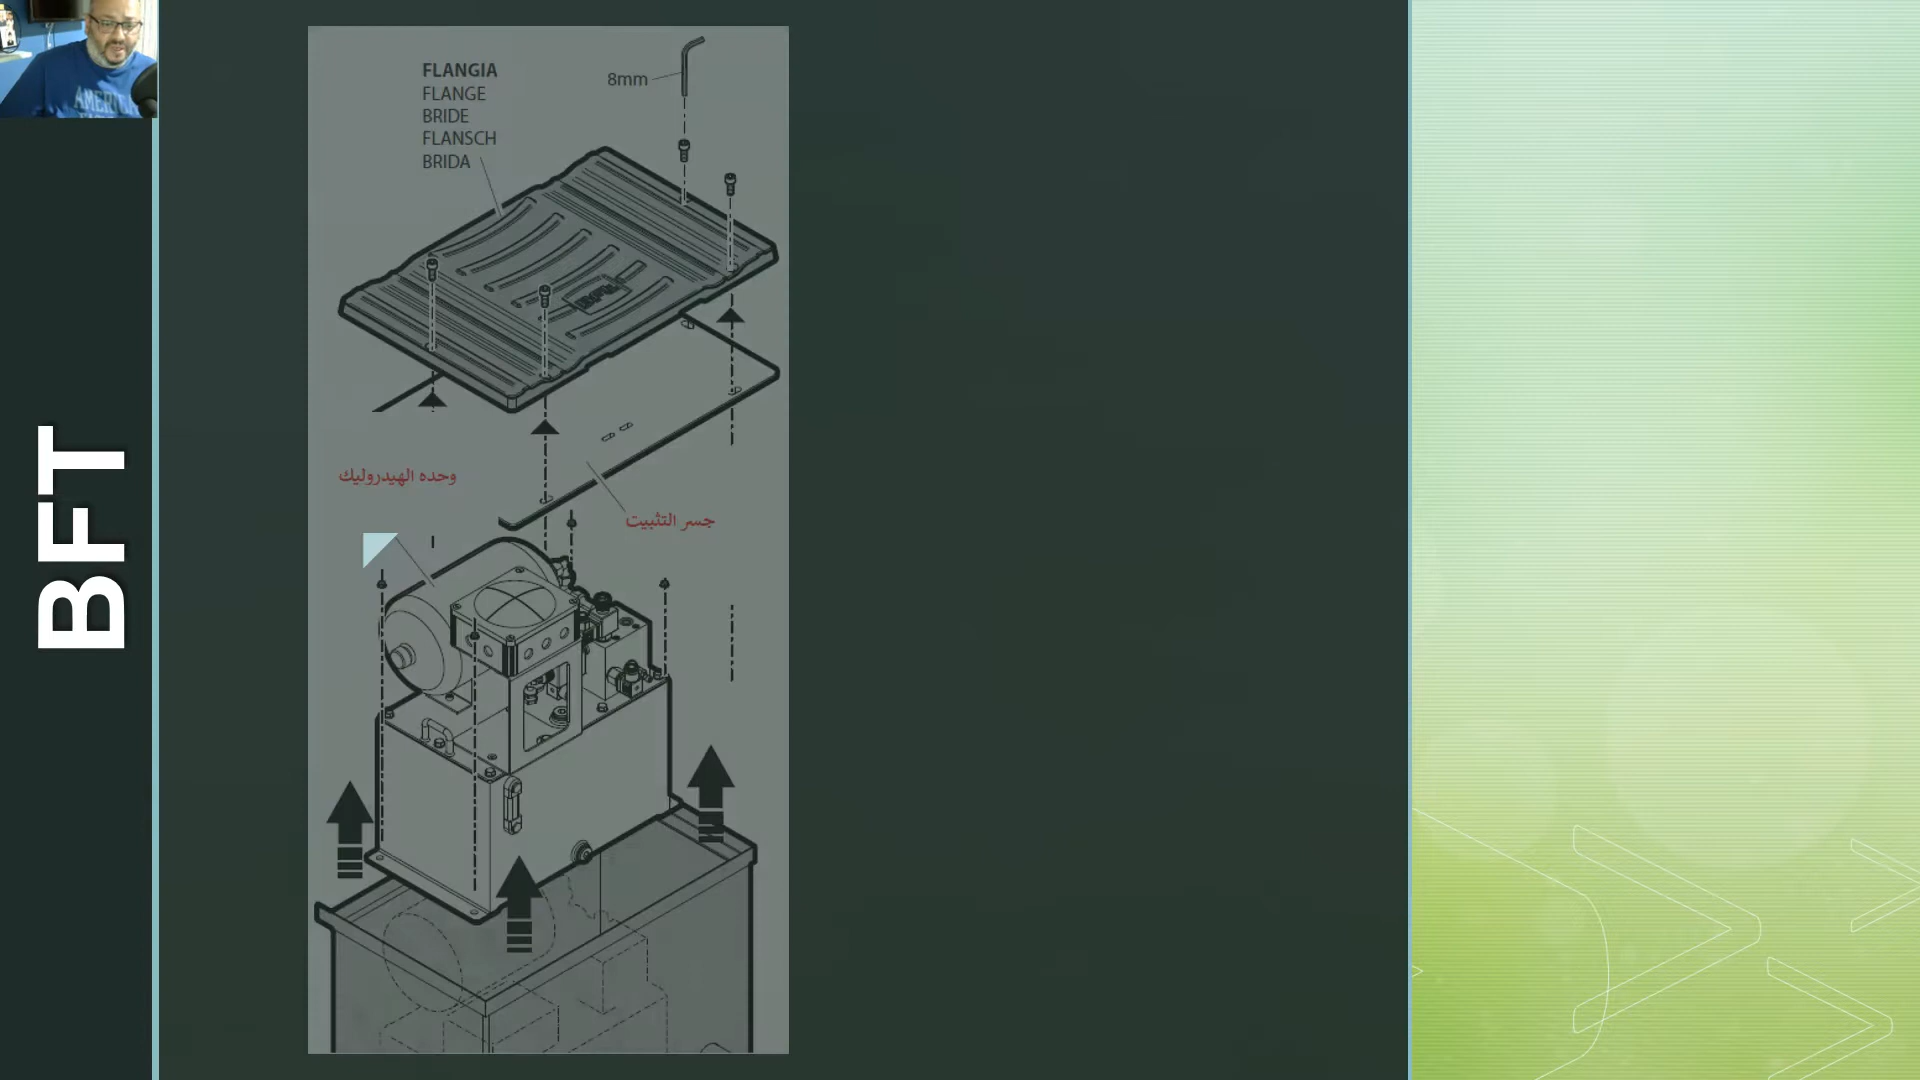 BFT
FLANGIA
FLANGE
BRIDE
FLANSCH
BRIDA
8mm
وحده الهيدروليك
جسر التثبيت